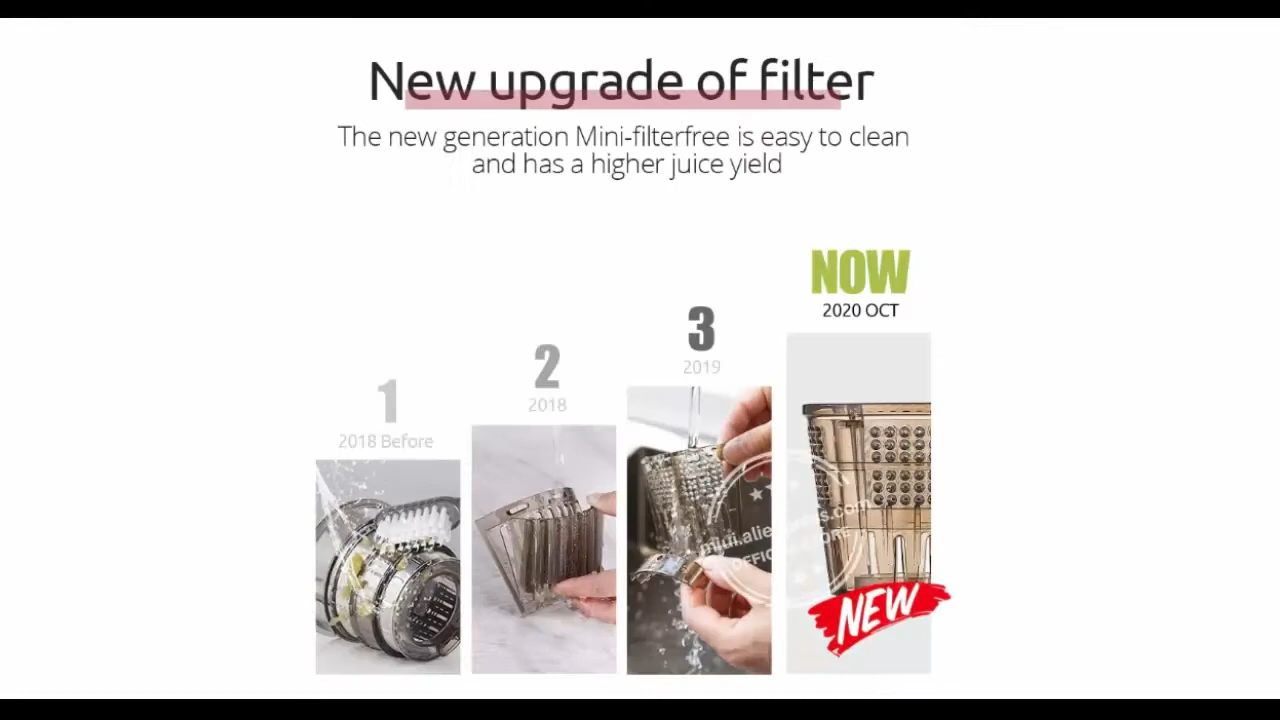 New upgrade of filter
The new generation Mini-filterfree is easy to clean
and has a higher juice yield
NOW
2020 OCT
3
2019
2
2018
1
2018 Before
NEW